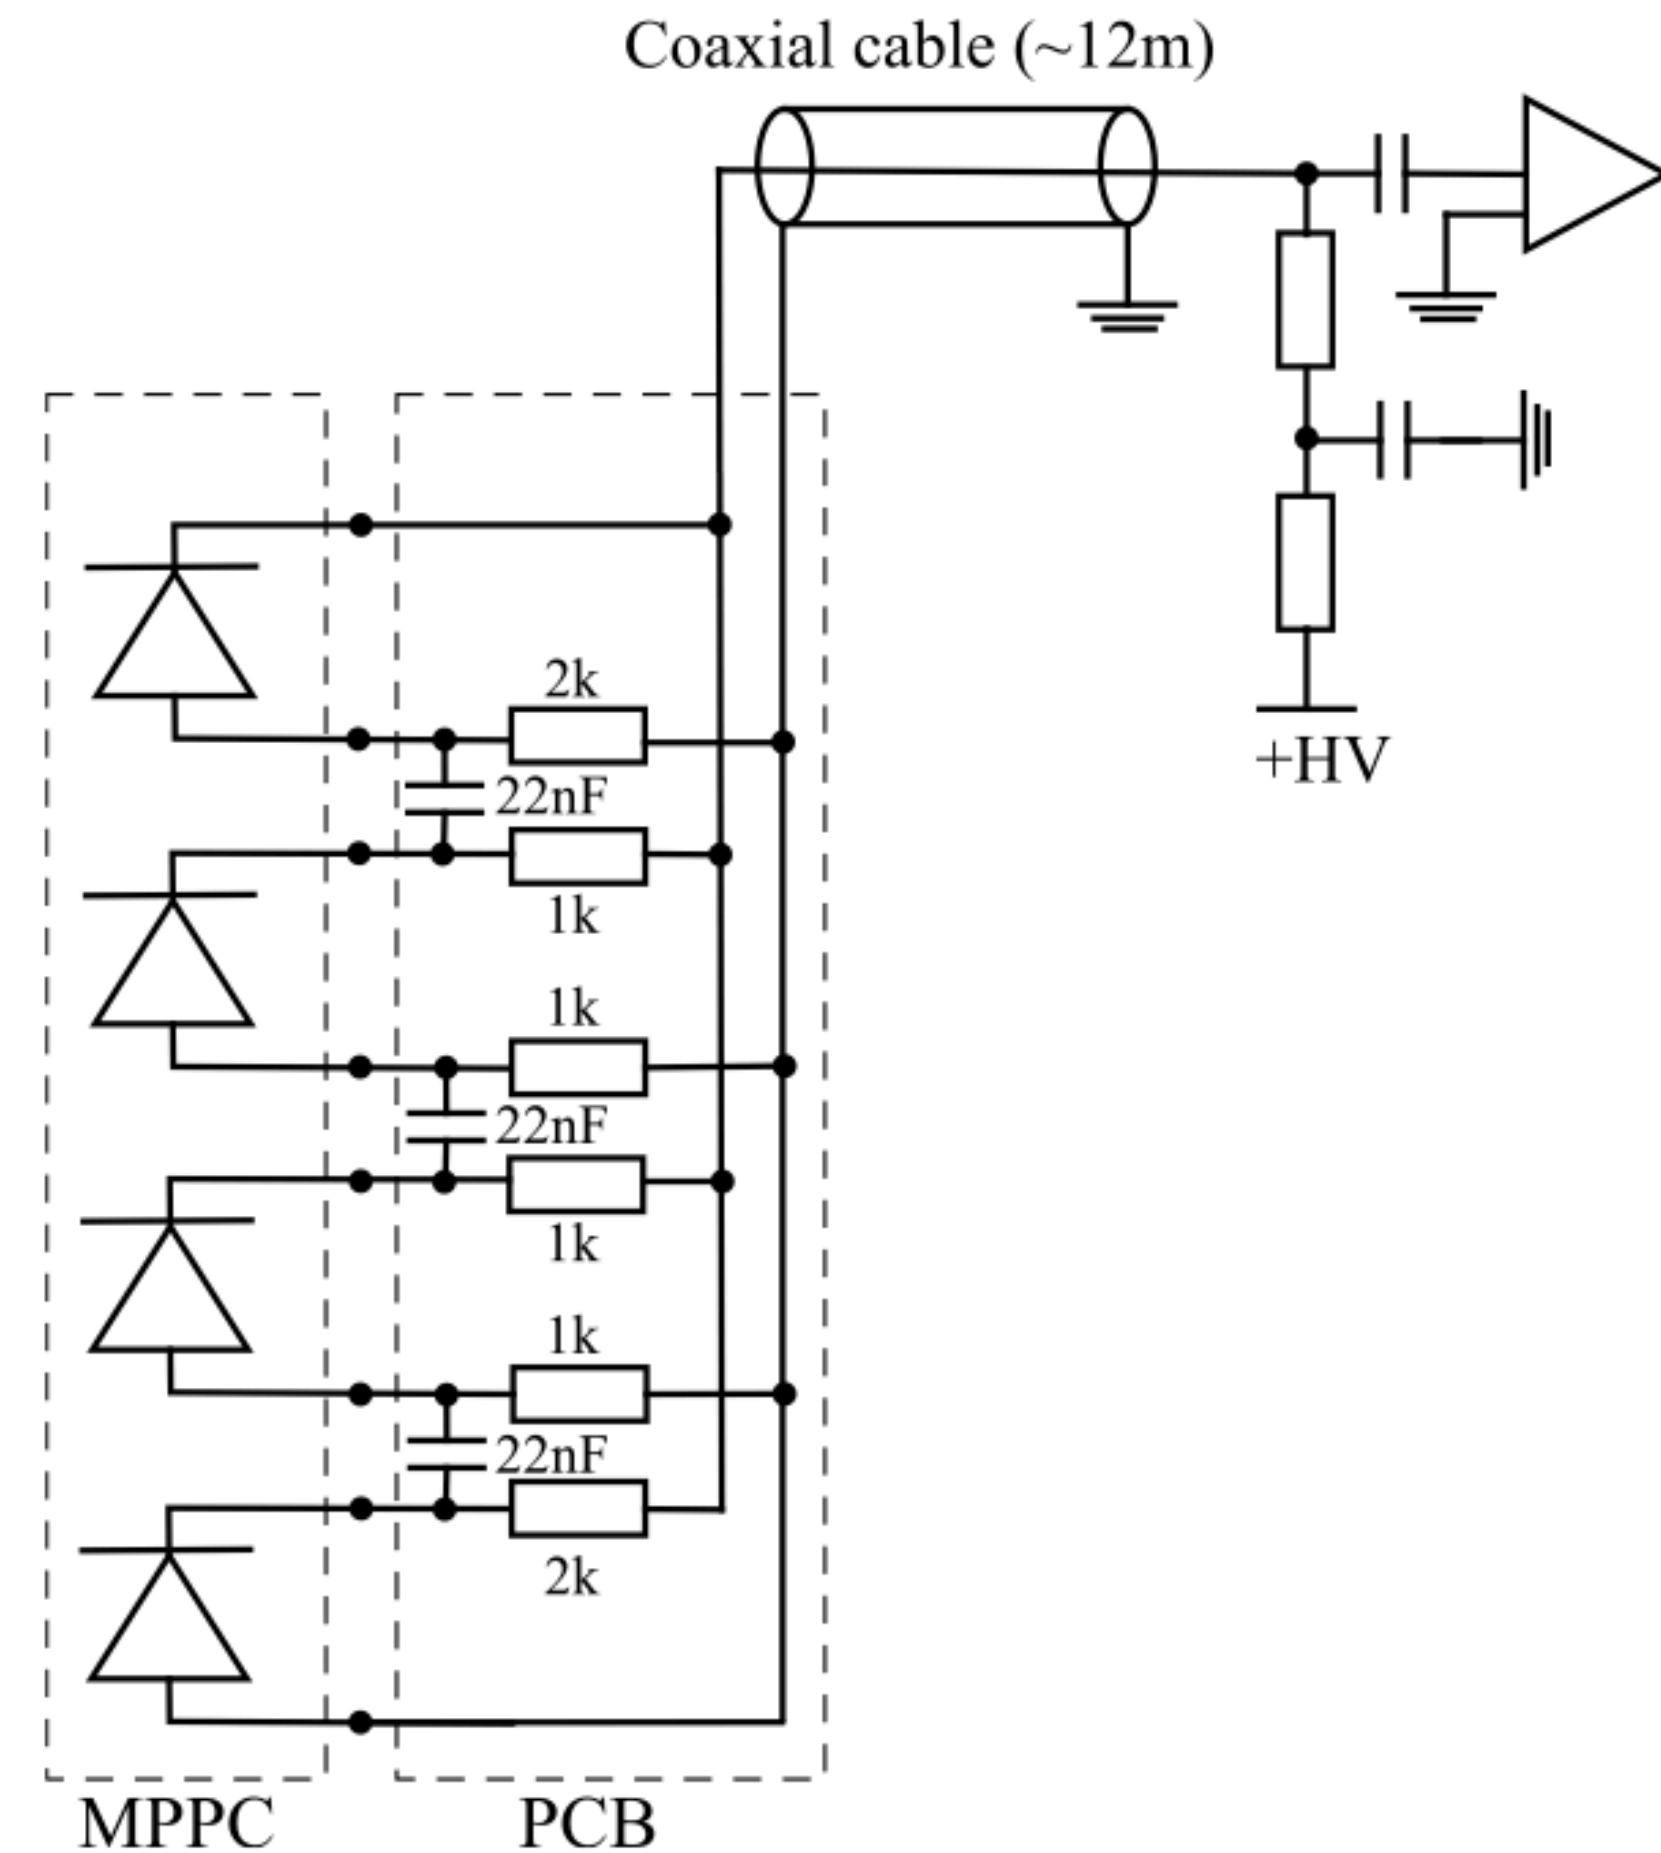 Coaxial cable (~12m)
2k
22nF
1k
+HV
1k
22nF
1k
1k
22nF
2k
MPPC
PCB